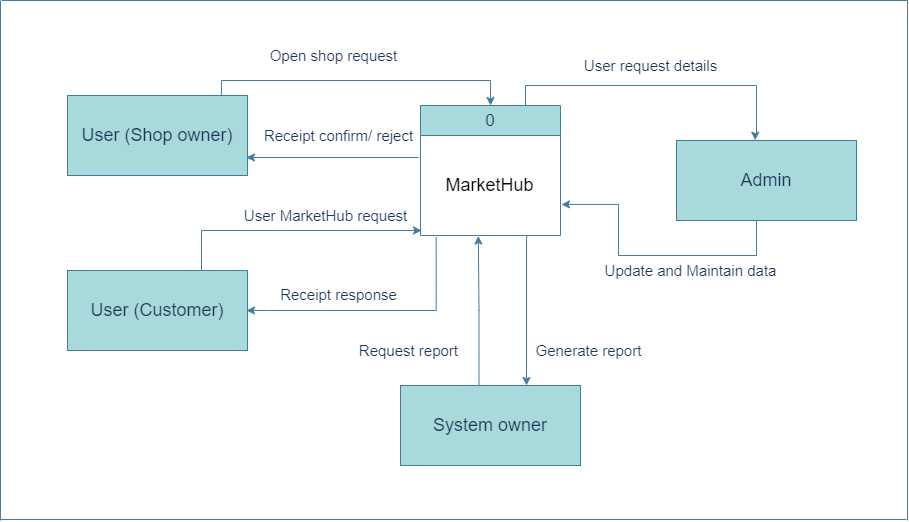 Open shop request
User request details
0
User (Shop owner)
Receipt confirm/ reject
MarketHub
Admin
User MarketHub request
Update and Maintain data
Receipt response
User (Customer)
Request report
Generate report
System owner